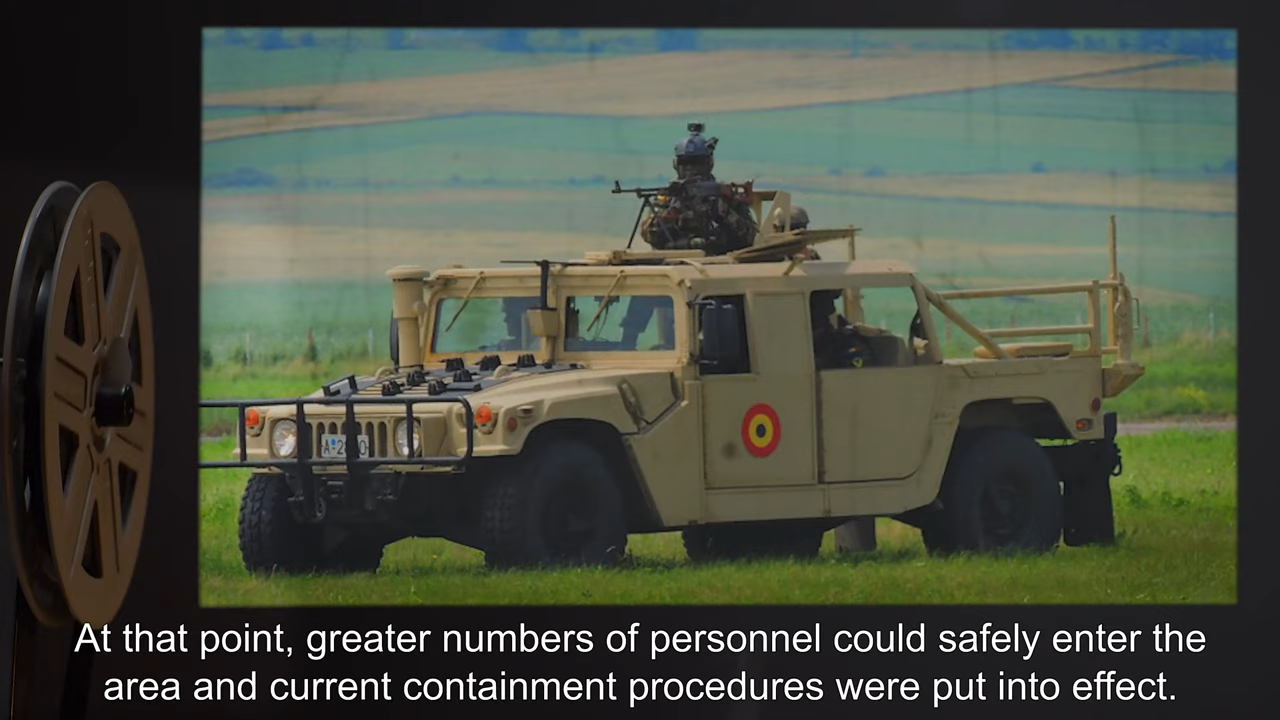 At that point, greater numbers of personnel could safely enter the
area and current containment procedures were put into effect.